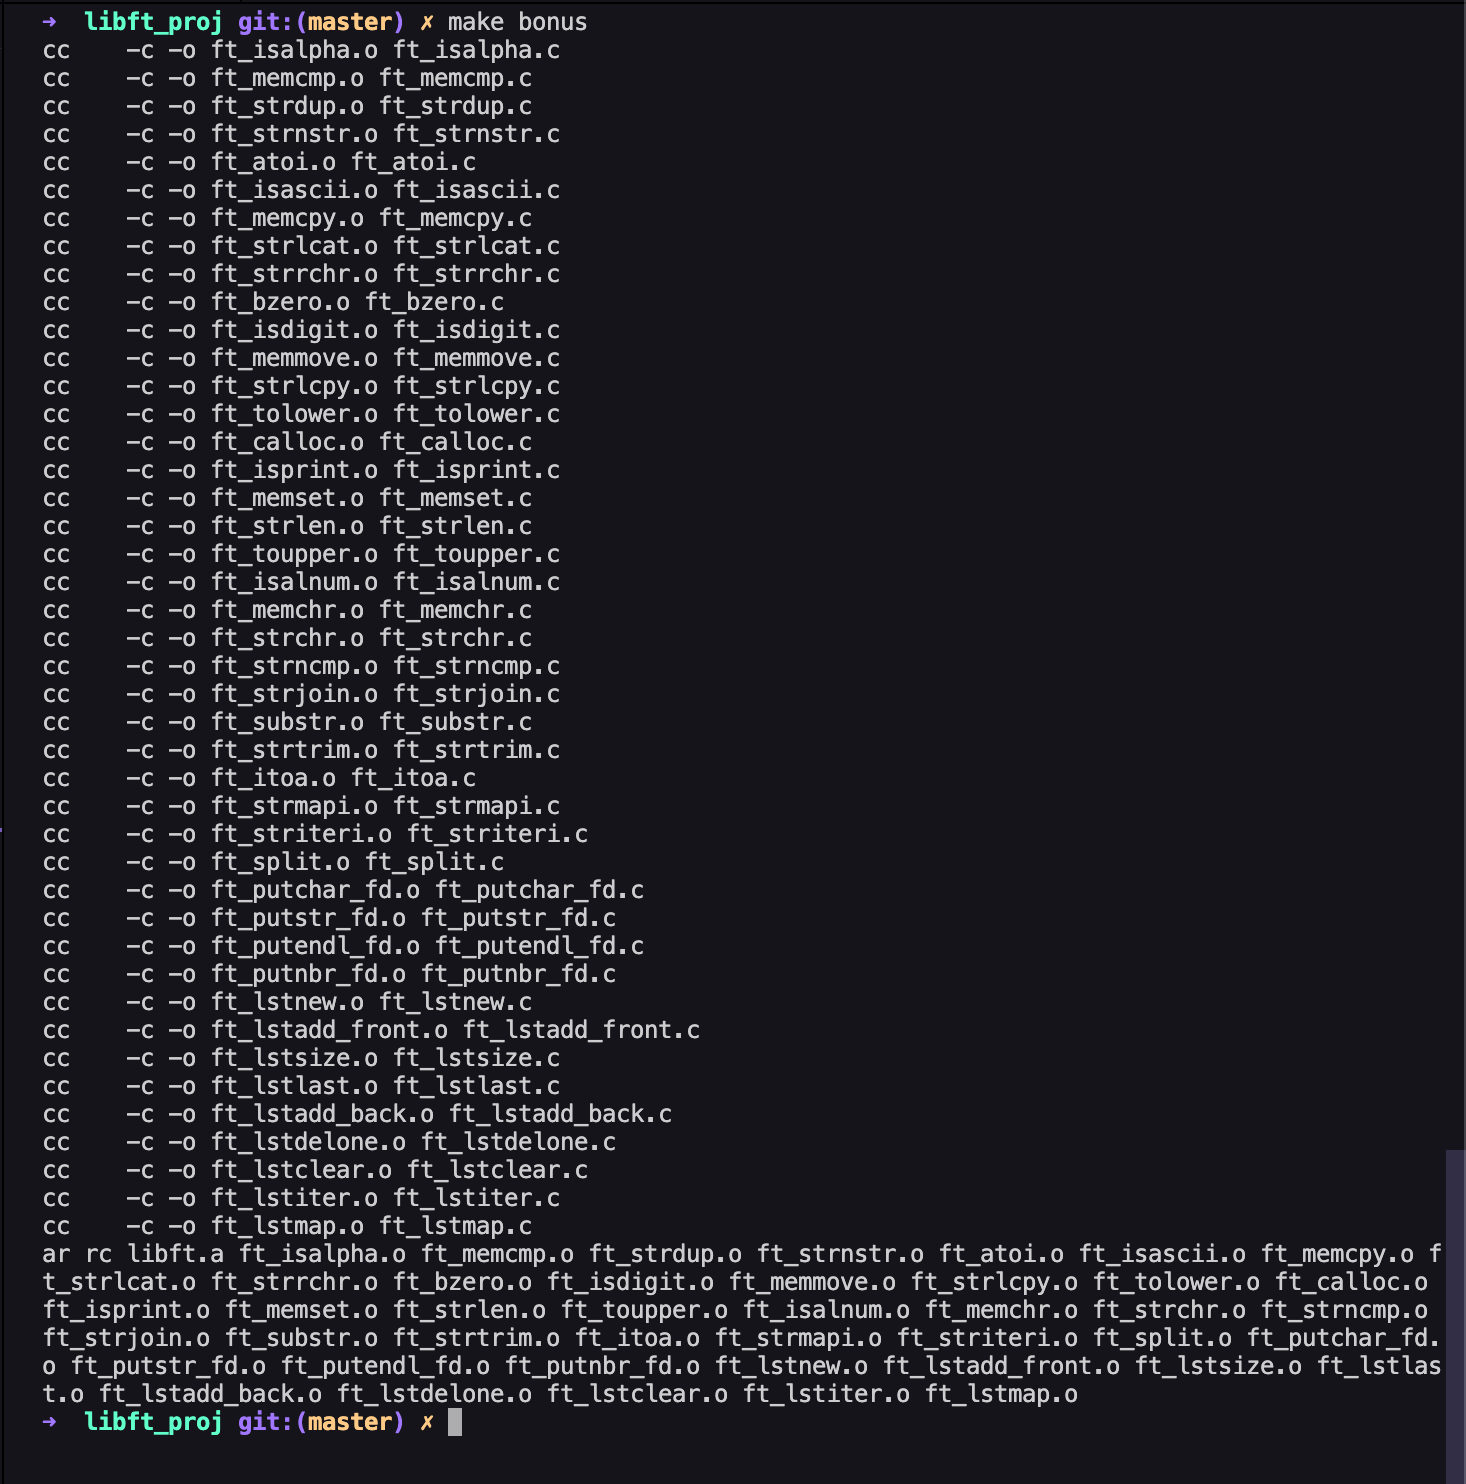 ➜  libft_proj git:(master) ✗ make bonus
cc    -c -o ft_isalpha.o ft_isalpha.c
cc    -c -o ft_memcmp.o ft_memcmp.c
cc    -c -o ft_strdup.o ft_strdup.c
cc    -c -o ft_strnstr.o ft_strnstr.c
cc    -c -o ft_atoi.o ft_atoi.c
cc    -c -o ft_isascii.o ft_isascii.c
cc    -c -o ft_memcpy.o ft_memcpy.c
cc    -c -o ft_strlcat.o ft_strlcat.c
cc    -c -o ft_strrchr.o ft_strrchr.c
cc    -c -o ft_bzero.o ft_bzero.c
cc    -c -o ft_isdigit.o ft_isdigit.c
cc    -c -o ft_memmove.o ft_memmove.c
cc    -c -o ft_strlcpy.o ft_strlcpy.c
cc    -c -o ft_tolower.o ft_tolower.c
cc    -c -o ft_calloc.o ft_calloc.c
cc    -c -o ft_isprint.o ft_isprint.c
cc    -c -o ft_memset.o ft_memset.c
cc    -c -o ft_strlen.o ft_strlen.c
cc    -c -o ft_toupper.o ft_toupper.c
cc    -c -o ft_isalnum.o ft_isalnum.c
cc    -c -o ft_memchr.o ft_memchr.c
cc    -c -o ft_strchr.o ft_strchr.c
cc    -c -o ft_strncmp.o ft_strncmp.c
cc    -c -o ft_strjoin.o ft_strjoin.c
cc    -c -o ft_substr.o ft_substr.c
cc    -c -o ft_strtrim.o ft_strtrim.c
cc    -c -o ft_itoa.o ft_itoa.c
cc    -c -o ft_strmapi.o ft_strmapi.c
cc    -c -o ft_striteri.o ft_striteri.c
cc    -c -o ft_split.o ft_split.c
cc    -c -o ft_putchar_fd.o ft_putchar_fd.c
cc    -c -o ft_putstr_fd.o ft_putstr_fd.c
cc    -c -o ft_putendl_fd.o ft_putendl_fd.c
cc    -c -o ft_putnbr_fd.o ft_putnbr_fd.c
cc    -c -o ft_lstnew.o ft_lstnew.c
cc    -c -o ft_lstadd_front.o ft_lstadd_front.c
cc    -c -o ft_lstsize.o ft_lstsize.c
cc    -c -o ft_lstlast.o ft_lstlast.c
cc    -c -o ft_lstadd_back.o ft_lstadd_back.c
cc    -c -o ft_lstdelone.o ft_lstdelone.c
cc    -c -o ft_lstclear.o ft_lstclear.c
cc    -c -o ft_lstiter.o ft_lstiter.c
cc    -c -o ft_lstmap.o ft_lstmap.c
ar rc libft.a ft_isalpha.o ft_memcmp.o ft_strdup.o ft_strnstr.o ft_atoi.o ft_isascii.o ft_memcpy.o f
t_strlcat.o ft_strrchr.o ft_bzero.o ft_isdigit.o ft_memmove.o ft_strlcpy.o ft_tolower.o ft_calloc.o
ft_isprint.o ft_memset.o ft_strlen.o ft_toupper.o ft_isalnum.o ft_memchr.o ft_strchr.o ft_strncmp.o
ft_strjoin.o ft_substr.o ft_strtrim.o ft_itoa.o ft_strmapi.o ft_striteri.o ft_split.o ft_putchar_fd.
o ft_putstr_fd.o ft_putendl_fd.o ft_putnbr_fd.o ft_lstnew.o ft_lstadd_front.o ft_lstsize.o ft_lstlas
t.o ft_lstadd_back.o ft_lstdelone.o ft_lstclear.o ft_lstiter.o ft_lstmap.o
➜  libft_proj git:(master) ✗